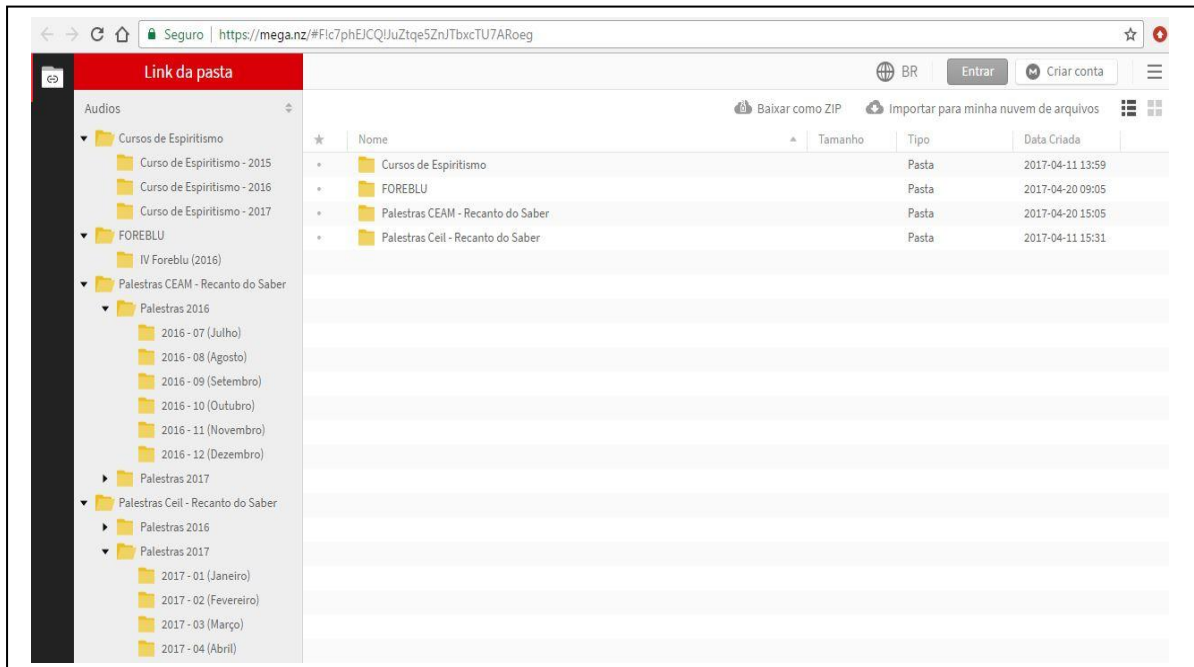 Seguro | https://mega.nz/#F!c7phEJCQ!JuZtqe5ZnJTbxcTU7ARoeg
Link da pasta
BR Entrar M Criar conta
Audios
Baixar como ZIP Importar para minha nuvem de arquivos
Cursos de Espiritismo
Curso de Espiritismo - 2015
Curso de Espiritismo - 2016
Curso de Espiritismo - 2017
FOREBLU
IV Foreblu (2016)
Palestras CEAM - Recanto do Saber
Palestras 2016
2016 - 07 (Julho)
2016 - 08 (Agosto)
2016 - 09 (Setembro)
2016 - 10 (Outubro)
2016 - 11 (Novembro)
2016 - 12 (Dezembro)
Palestras 2017
Palestras Ceil - Recanto do Saber
Palestras 2016
Palestras 2017
2017 - 01 (Janeiro)
2017 - 02 (Fevereiro)
2017 - 03 (Março)
2017 - 04 (Abril)
Nome Tamanho Tipo Data Criada
Cursos de Espiritismo Pasta 2017-04-11 13:59
FOREBLU Pasta 2017-04-20 09:05
Palestras CEAM - Recanto do Saber Pasta 2017-04-20 15:05
Palestras Ceil - Recanto do Saber Pasta 2017-04-11 15:31